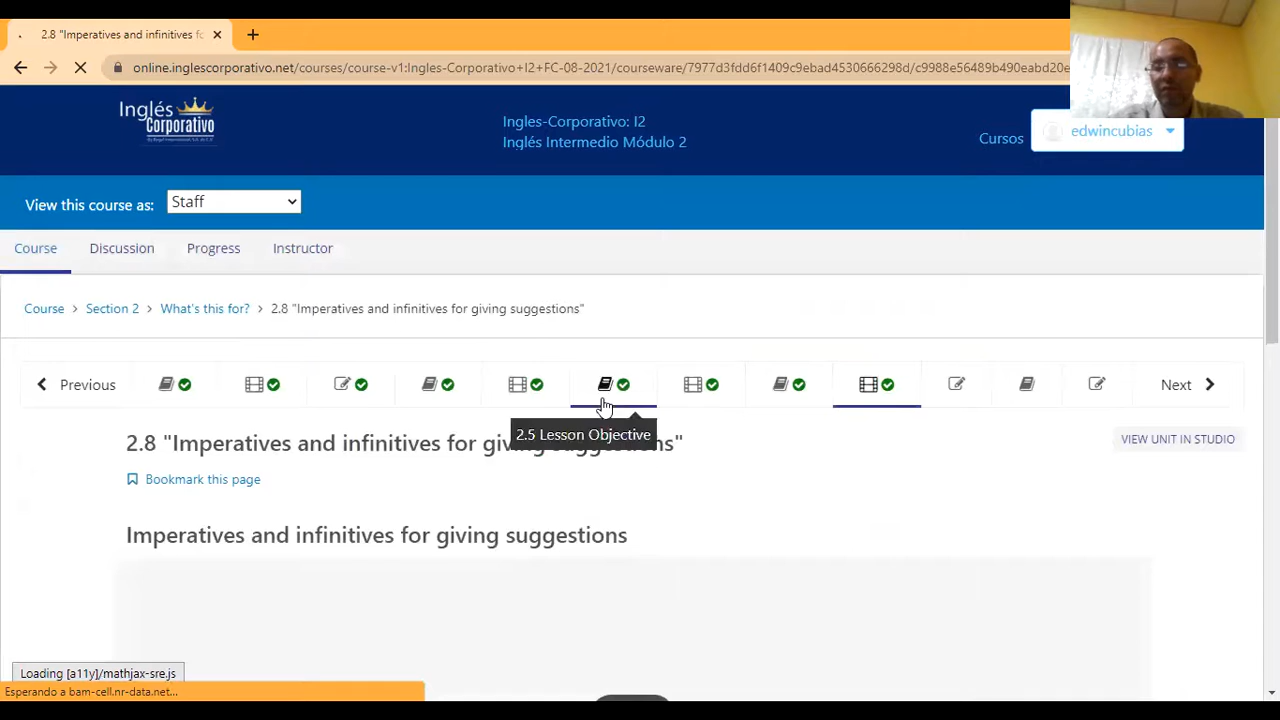 2.8 "Imperatives and infinitives fo
online.inglescorporativo.net/courses/course-v1:Ingles-Corporativo+I2+FC-08-2021/courseware/7977d3fdd6f1409c9ebad4530666298d/c9988e56489b490eabd20e
Inglés
Corporativo
Ingles-Corporativo: I2
Inglés Intermedio Módulo 2
Cursos
edwincubias
View this course as:
Staff
Course
Discussion
Progress
Instructor
Course > Section 2 > What's this for? > 2.8 "Imperatives and infinitives for giving suggestions"
Previous
Next
2.5 Lesson Objective
2.8 "Imperatives and infinitives for giving suggestions"
VIEW UNIT IN STUDIO
Bookmark this page
Imperatives and infinitives for giving suggestions
Loading [a11y]/mathjax-sre.js
Esperando a bam-cell.nr-data.net...